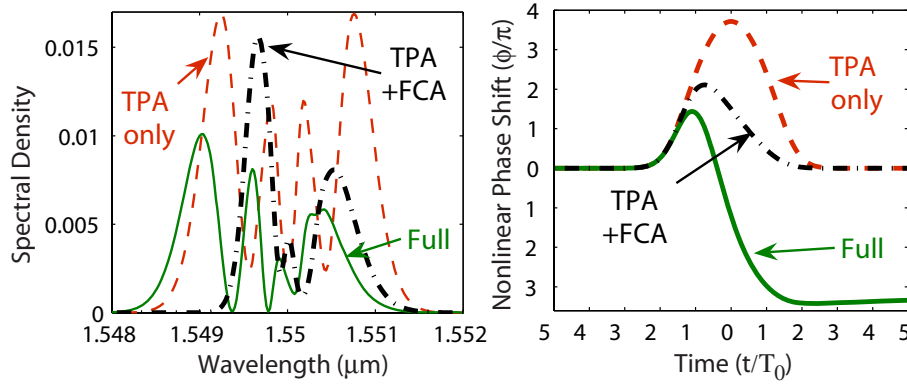 0.015
0.01
0.005
0
Spectral Density
TPA
only
TPA
+FCA
Full
1.548
1.549
1.55
1.551
1.552
Wavelength (μm)
4
3
2
1
0
1
2
3
Nonlinear Phase Shift (ϕ/π)
TPA
only
TPA
+FCA
Full
5 4 3 2 1 0 1 2 3 4 5
Time (t/T₀)